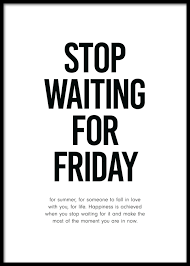 STOP
WAITING
FOR
FRIDAY
for summer, for someone to fall in love
with you, for life. Happiness is achieved
when you stop waiting for it and make the
most of the moment you are in now.